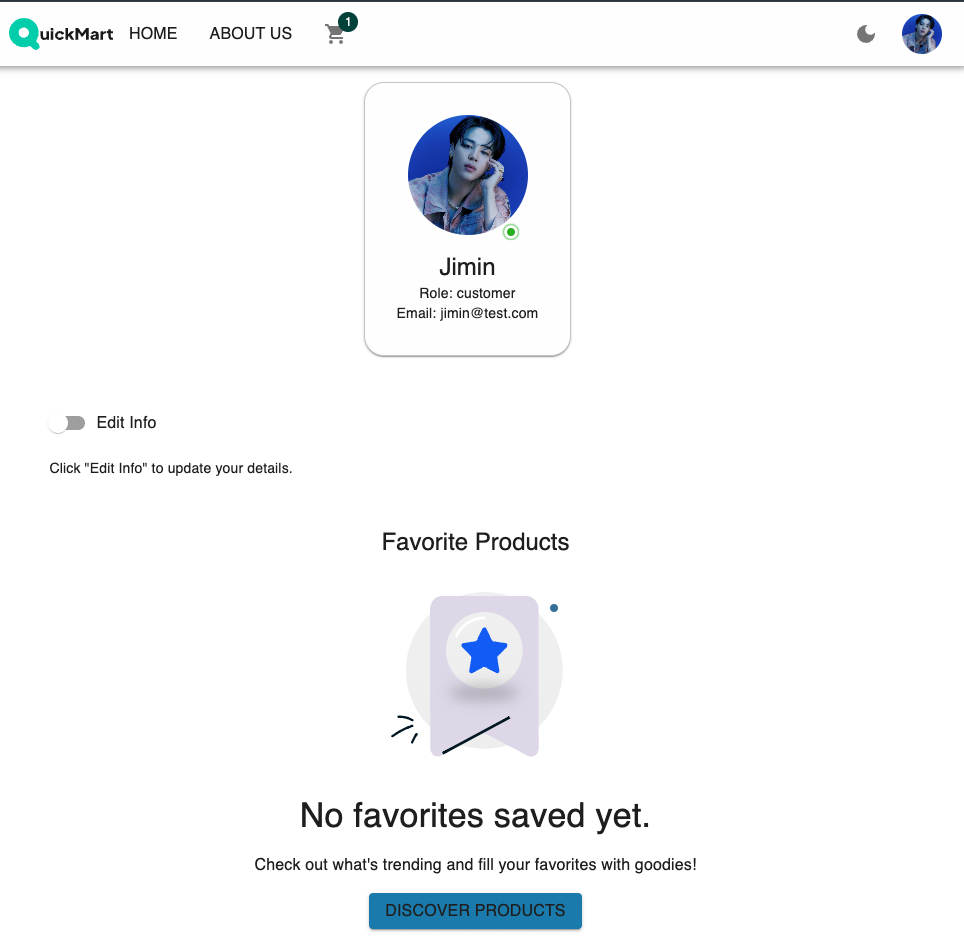 uickMart HOME ABOUT US 1
Jimin
Role: customer
Email: jimin@test.com
Edit Info
Click "Edit Info" to update your details.
Favorite Products
No favorites saved yet.
Check out what's trending and fill your favorites with goodies!
DISCOVER PRODUCTS